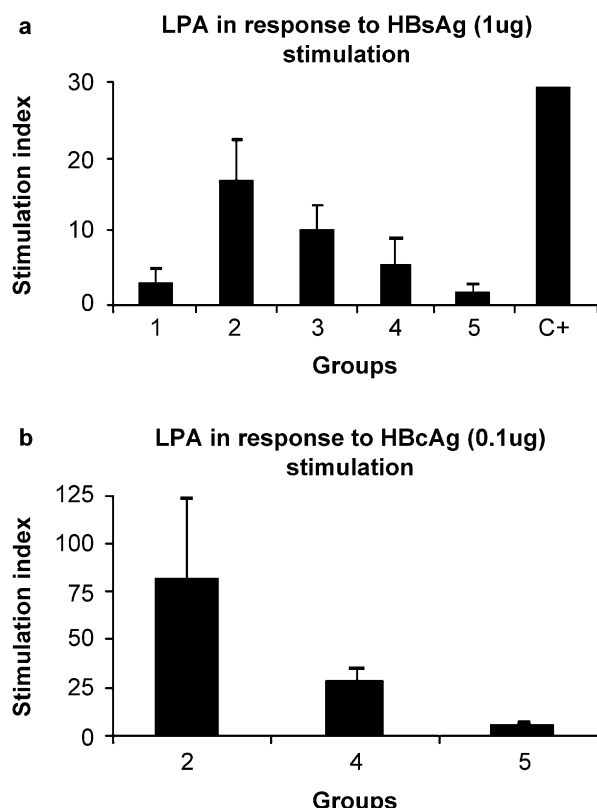 a
LPA in response to HBsAg (1ug)
stimulation
Stimulation index
30
20
10
0
1 2 3 4 5 C+
Groups
b
LPA in response to HBcAg (0.1ug)
stimulation
Stimulation index
125
100
75
50
25
0
2 4 5
Groups